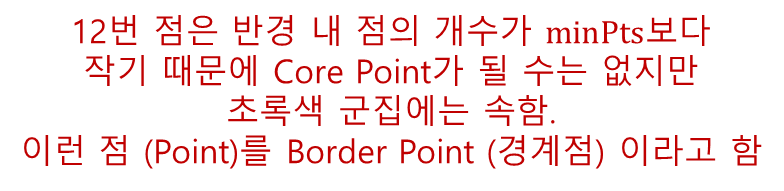 12번 점은 반경 내 점의 개수가 minPts보다
작기 때문에 Core Point가 될 수는 없지만
초록색 군집에는 속함.
이런 점 (Point)를 Border Point (경계점) 이라고 함